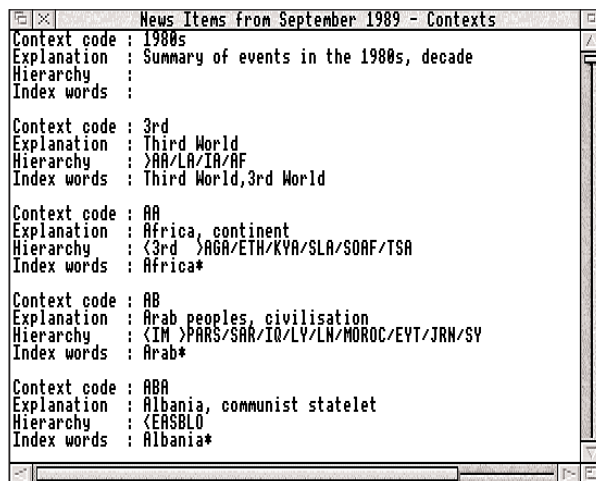 News Items from September 1989 - Contexts
Context code : 1980s
Explanation : Summary of events in the 1980s, decade
Hierarchy :
Index words :
Context code : 3rd
Explanation : Third World
Hierarchy : >AA/LA/IA/AF
Index words : Third World,3rd World
Context code : AA
Explanation : Africa, continent
Hierarchy : <3rd >AGA/ETH/KYA/SLA/SOAF/TSA
Index words : Africa*
Context code : AB
Explanation : Arab peoples, civilisation
Hierarchy : <IM >PARS/SAR/IQ/LY/LN/MOROC/EYT/JRN/SY
Index words : Arab*
Context code : ABA
Explanation : Albania, communist statelet
Hierarchy : <EASBLO
Index words : Albania*